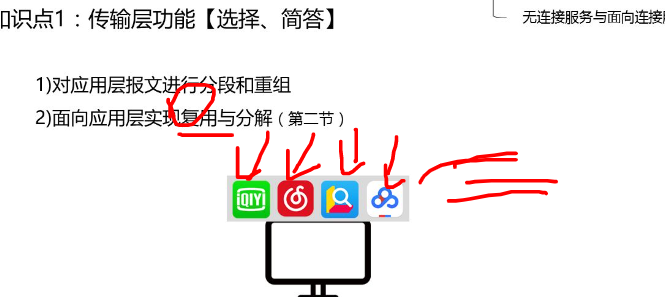 知识点1：传输层功能【选择、简答】
无连接服务与面向连接服
1)对应用层报文进行分段和重组
2)面向应用层实现复用与分解（第二节）
QIY